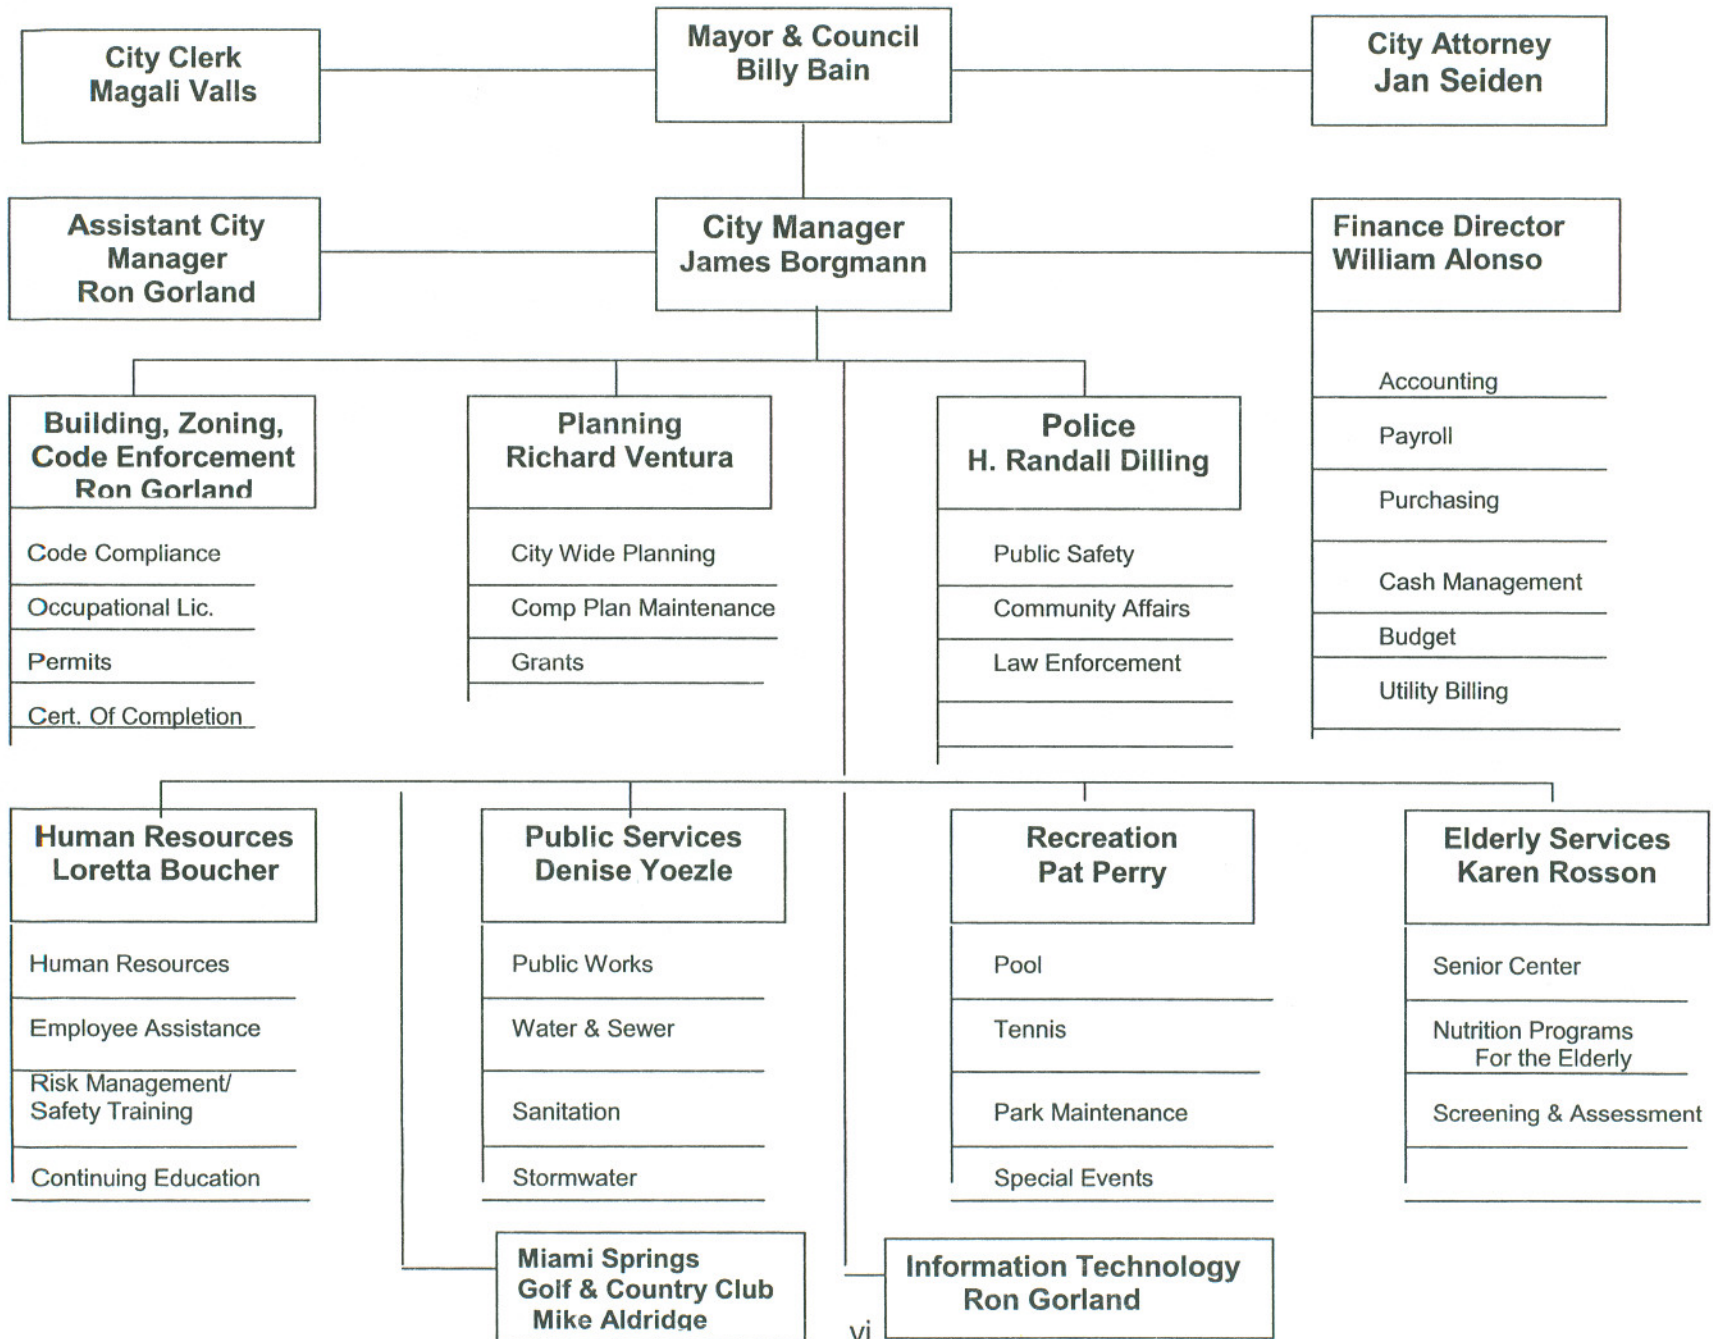 City Clerk
Magali Valls
Mayor & Council
Billy Bain
City Attorney
Jan Seiden
Assistant City
Manager
Ron Gorland
City Manager
James Borgmann
Finance Director
William Alonso
Accounting
Payroll
Purchasing
Cash Management
Budget
Utility Billing
Building, Zoning,
Code Enforcement
Ron Gorland
Code Compliance
Occupational Lic.
Permits
Cert. Of Completion
Planning
Richard Ventura
City Wide Planning
Comp Plan Maintenance
Grants
Police
H. Randall Dilling
Public Safety
Community Affairs
Law Enforcement
Human Resources
Loretta Boucher
Human Resources
Employee Assistance
Risk Management/
Safety Training
Continuing Education
Public Services
Denise Yoezle
Public Works
Water & Sewer
Sanitation
Stormwater
Recreation
Pat Perry
Pool
Tennis
Park Maintenance
Special Events
Elderly Services
Karen Rosson
Senior Center
Nutrition Programs
For the Elderly
Screening & Assessment
Miami Springs
Golf & Country Club
Mike Aldridge
Information Technology
Ron Gorland
vi